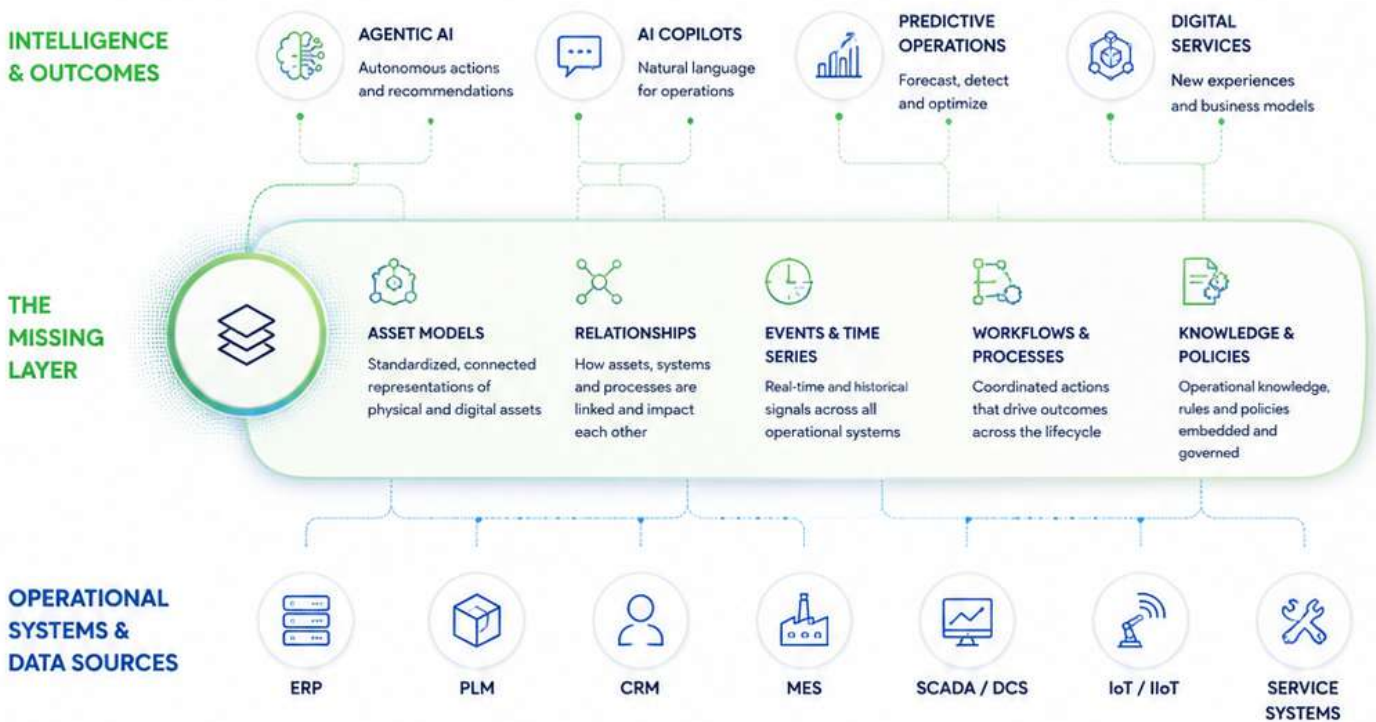 INTELLIGENCE
& OUTCOMES
AGENTIC AI
Autonomous actions
and recommendations
AI COPILOTS
Natural language
for operations
PREDICTIVE
OPERATIONS
Forecast, detect
and optimize
DIGITAL
SERVICES
New experiences
and business models
THE
MISSING
LAYER
ASSET MODELS
Standardized, connected
representations of
physical and digital assets
RELATIONSHIPS
How assets, systems
and processes are
linked and impact
each other
EVENTS & TIME
SERIES
Real-time and historical
signals across all
operational systems
WORKFLOWS &
PROCESSES
Coordinated actions
that drive outcomes
across the lifecycle
KNOWLEDGE &
POLICIES
Operational knowledge,
rules and policies
embedded and
governed
OPERATIONAL
SYSTEMS &
DATA SOURCES
ERP
PLM
CRM
MES
SCADA / DCS
IoT / IIoT
SERVICE
SYSTEMS